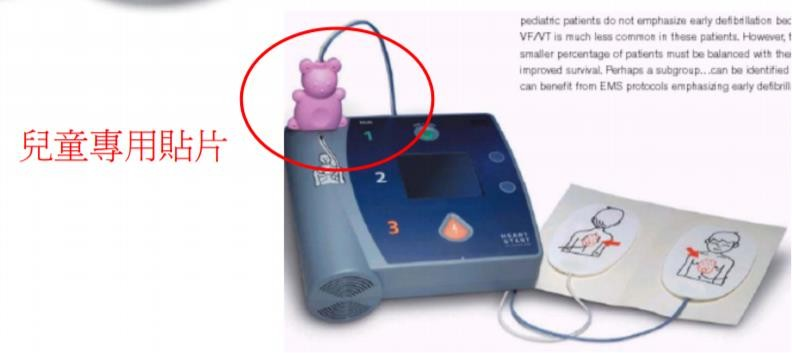 pediatric patients do not emphasize early defibrillation bec
VF/VT is much less common in these patients. However, t
smaller percentage of patients must be balanced with thei
improved survival. Perhaps a subgroup...can be identified
can benefit from EMS protocols emphasizing early defibrill
兒童專用貼片
1
2
3
HEART
START